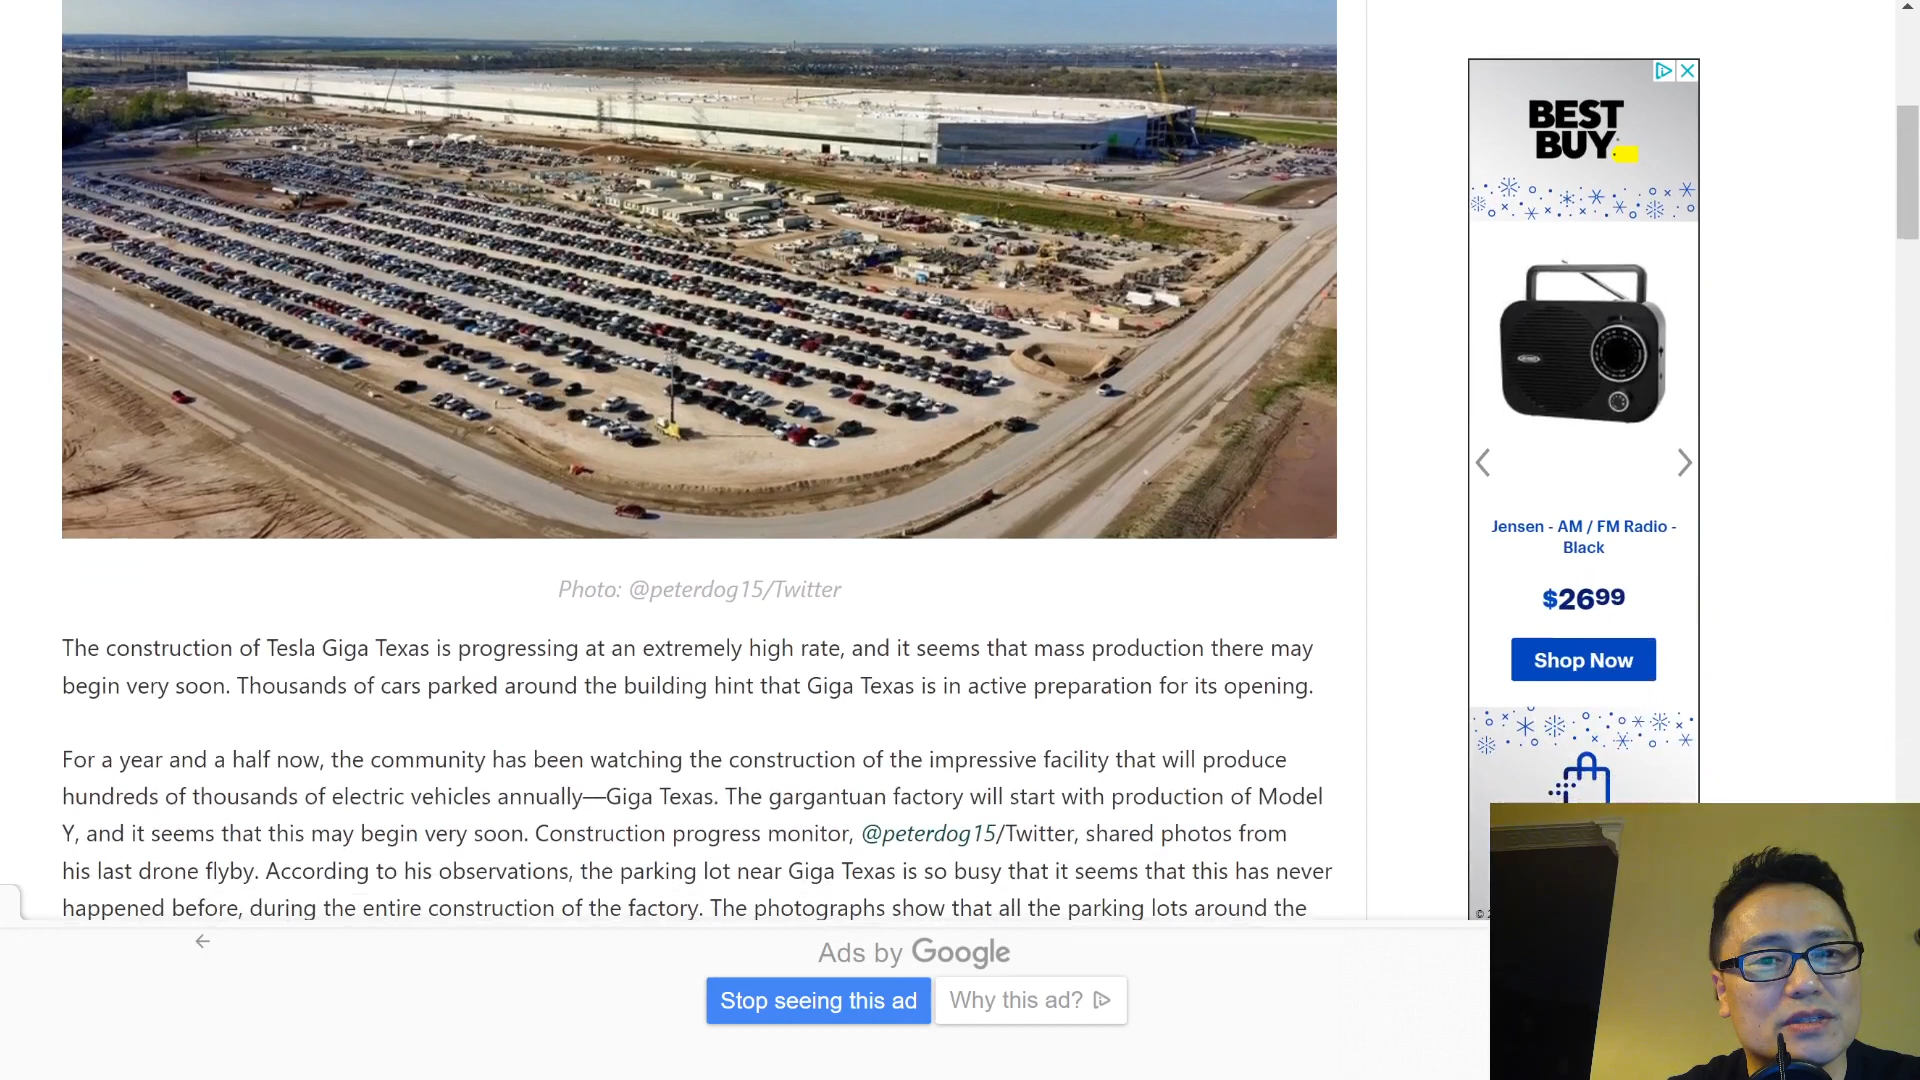 Photo: @peterdog15/Twitter
The construction of Tesla Giga Texas is progressing at an extremely high rate, and it seems that mass production there may
begin very soon. Thousands of cars parked around the building hint that Giga Texas is in active preparation for its opening.
For a year and a half now, the community has been watching the construction of the impressive facility that will produce
hundreds of thousands of electric vehicles annually—Giga Texas. The gargantuan factory will start with production of Model
Y, and it seems that this may begin very soon. Construction progress monitor, @peterdog15/Twitter, shared photos from
his last drone flyby. According to his observations, the parking lot near Giga Texas is so busy that it seems that this has never
happened before, during the entire construction of the factory. The photographs show that all the parking lots around the
BEST
BUY
Jensen - AM / FM Radio -
Black
$2699
Shop Now
Ads by Google
Stop seeing this ad
Why this ad?